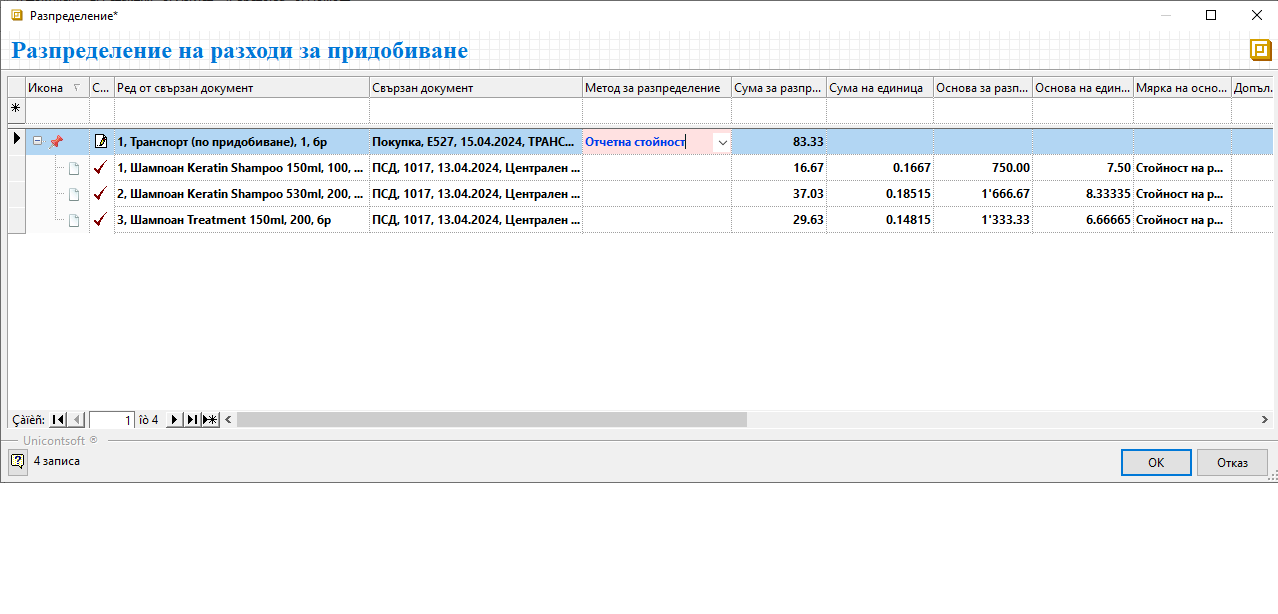 Разпределение*
Разпределение на разходи за придобиване
Икона С... Ред от свързан документ Свързан документ Метод за разпределение Сума за разпр... Сума на единица Основа за разп... Основа на един... Мярка на осно... Допъл.
1, Транспорт (по придобиване), 1, бр Покупка, E527, 15.04.2024, ТРАНС... Отчетна стойност 83.33
1, Шампоан Keratin Shampoo 150ml, 100, ... ПСД, 1017, 13.04.2024, Централен ... 16.67 0.1667 750.00 7.50 Стойност на р...
2, Шампоан Keratin Shampoo 530ml, 200, ... ПСД, 1017, 13.04.2024, Централен ... 37.03 0.18515 1'666.67 8.33335 Стойност на р...
3, Шампоан Treatment 150ml, 200, бр ПСД, 1017, 13.04.2024, Централен ... 29.63 0.14815 1'333.33 6.66665 Стойност на р...
Çàïèñ: 1 îò 4
Unicontsoft ®
4 записа
OK Отказ